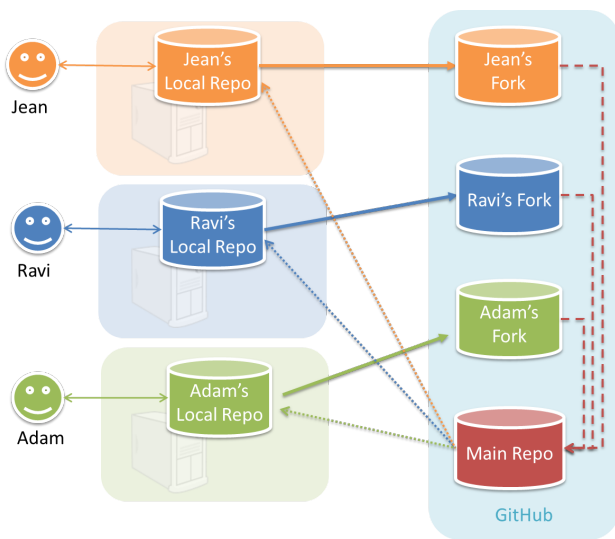 Jean's
Local Repo
Jean's
Fork
Jean
Ravi's
Local Repo
Ravi's Fork
Ravi
Adam's
Fork
Adam's
Local Repo
Adam
Main Repo
GitHub